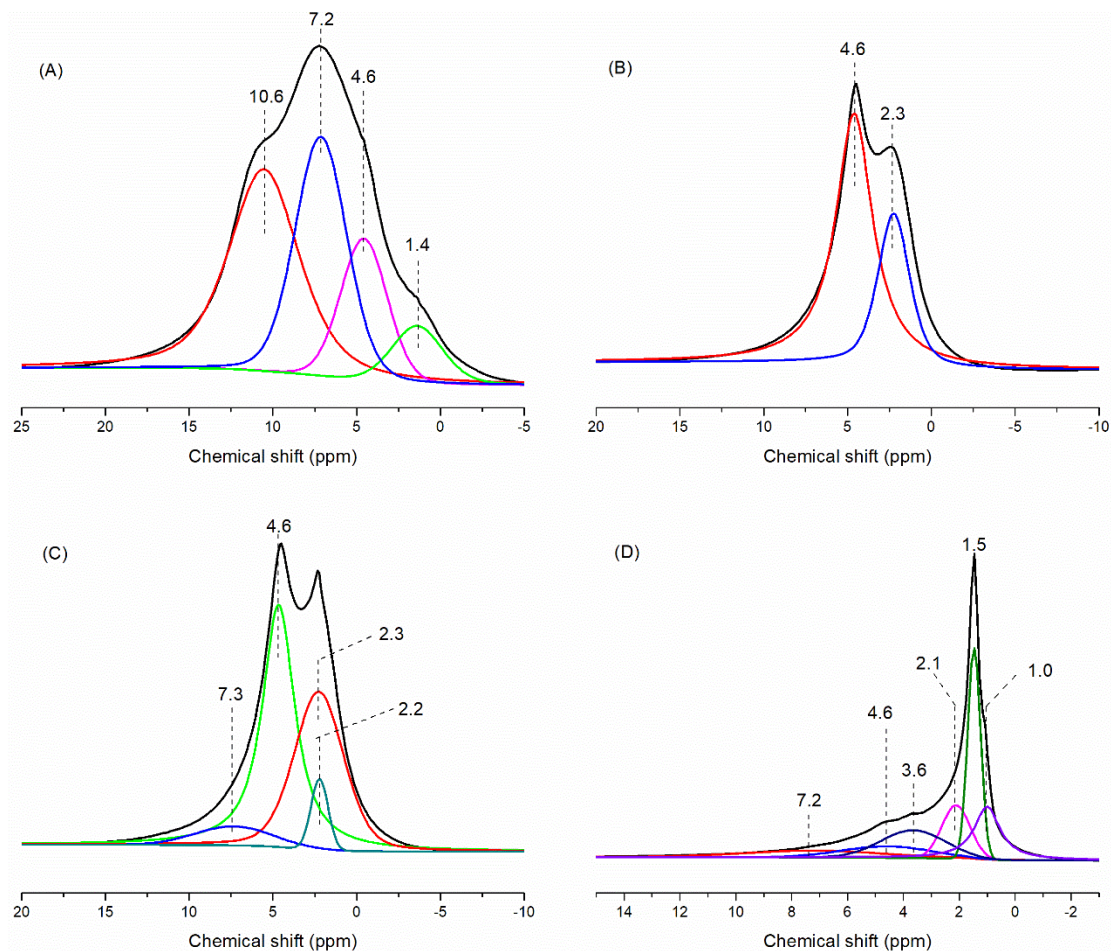 (A)
7.2
4.6
10.6
1.4
25 20 15 10 5 0 -5
Chemical shift (ppm)
(B)
4.6
2.3
20 15 10 5 0 -5 -10
Chemical shift (ppm)
(C)
4.6
2.3
2.2
7.3
20 15 10 5 0 -5 -10
Chemical shift (ppm)
(D)
1.5
2.1
1.0
4.6
3.6
7.2
14 12 10 8 6 4 2 0 -2
Chemical shift (ppm)